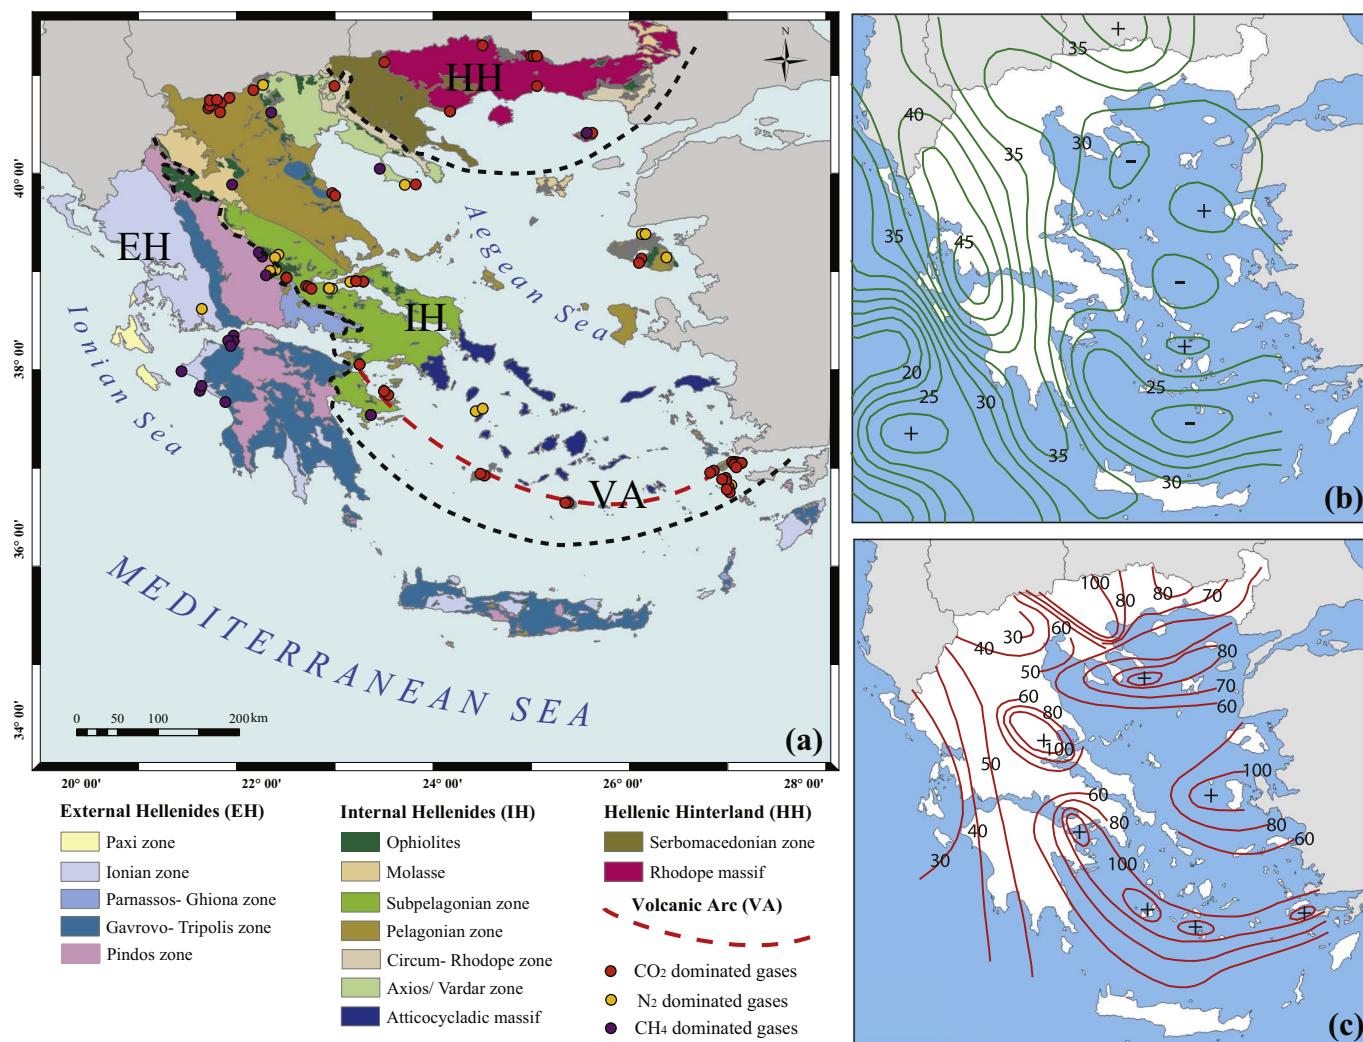 N
HH
EH
IH
VA
Aegean Sea
Ionian Sea
MEDITERRANEAN SEA
40° 00'
38° 00'
36° 00'
34° 00'
0 50 100 200 km
(a)
20° 00' 22° 00' 24° 00' 26° 00' 28° 00'
External Hellenides (EH)
Paxi zone
Ionian zone
Parnassos- Ghiona zone
Gavrovo- Tripolis zone
Pindos zone
Internal Hellenides (IH)
Ophiolites
Molasse
Subpelagonian zone
Pelagonian zone
Circum- Rhodope zone
Axios/ Vardar zone
Atticocycladic massif
Hellenic Hinterland (HH)
Serbomacedonian zone
Rhodope massif
Volcanic Arc (VA)
CO2 dominated gases
N2 dominated gases
CH4 dominated gases
+
35
40
30
-
35
+
35
45
-
+
20
25
25
30
-
+
35
30
(b)
100
80
80
70
30
60
40
50
80
+
70
60
60
80
+
100
50
100
+
60
80
80
60
+
40
100
30
+
+
+
(c)